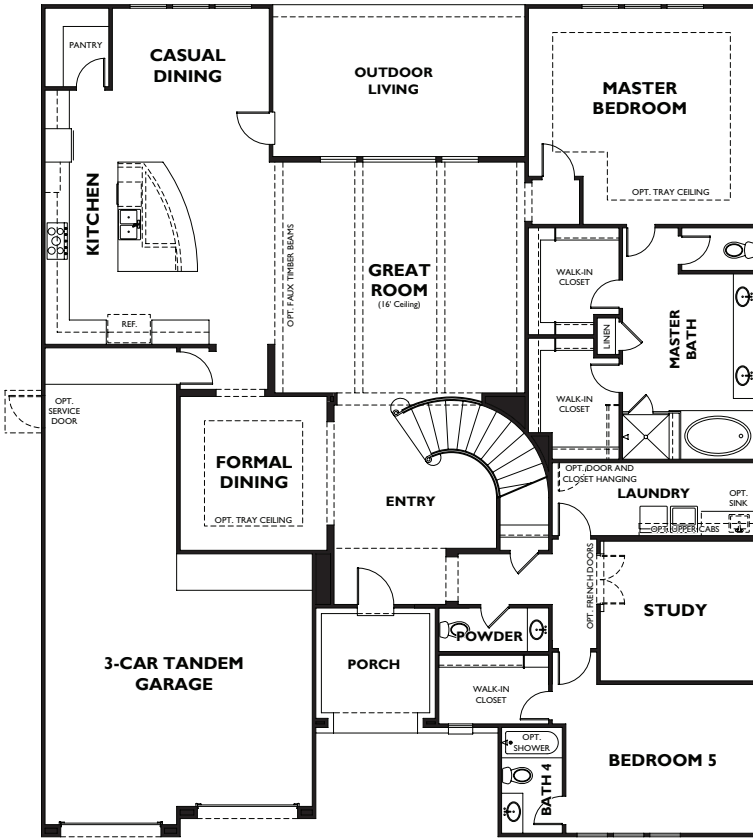 PANTRY
CASUAL
DINING
OUTDOOR
LIVING
MASTER
BEDROOM
OPT. TRAY CEILING
KITCHEN
OPT. FAUX TIMBER BEAMS
GREAT
ROOM
(16' Ceiling)
WALK-IN
CLOSET
LINEN
MASTER
BATH
REF.
OPT.
SERVICE
DOOR
WALK-IN
CLOSET
FORMAL
DINING
OPT. TRAY CEILING
ENTRY
OPT. DOOR AND
CLOSET HANGING
LAUNDRY
OPT.
SINK
OPT. UPPER CABS
OPT. FRENCH DOORS
STUDY
POWDER
3-CAR TANDEM
GARAGE
PORCH
WALK-IN
CLOSET
OPT.
SHOWER
BATH 4
BEDROOM 5